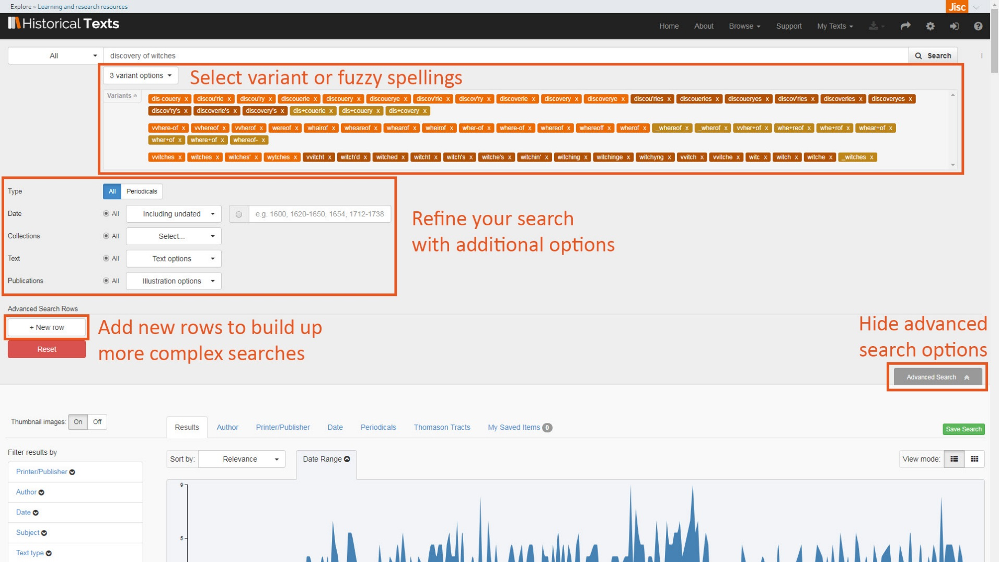 Explore » Learning and research resources
Jisc
Historical Texts
Home About Browse Support My Texts
All discovery of witches Search
3 variant options Select variant or fuzzy spellings
Variants
dis-couery x discou'rie x discou'ry x discouerie x discouery x discouerye x discov'rie x discov'ry x discoverie x discovery x discoverye x discou'ries x discoueries x discoueryes x discov'ries x discoveries x discoveryes x
discov'ry's x discoverie's x discovery's x dis+couerie x dis+couery x dis+covery x
vvhere-of x vvhereof x vvherof x wereof x whairof x wheareof x whearof x wheirof x wher-of x where-of x whereof x whereoff x wherof x _whereof x _wherof x vvher+of x whe+reof x whe+rof x whear+of x
wher+of x where+of x whereof- x
vvitches x witches x witches' x wytches x vvitcht x witch'd x witched x witcht x witch's x witche's x witchin' x witching x witchinge x witchyng x vvitch x vvitche x witc x witch x witche x _witches x
Type All Periodicals
Date All Including undated e.g. 1600, 1620-1650, 1654, 1712-1738
Collections All Select...
Text All Text options
Publications All Illustration options
Refine your search
with additional options
Advanced Search Rows
+ New row
Reset
Add new rows to build up
more complex searches
Hide advanced
search options
Advanced Search
Thumbnail images: On Off
Results Author Printer/Publisher Date Periodicals Thomason Tracts My Saved Items 0
Save Search
Filter results by
Sort by: Relevance Date Range View mode:
Printer/Publisher
Author
Date
Subject
Text type
9
5